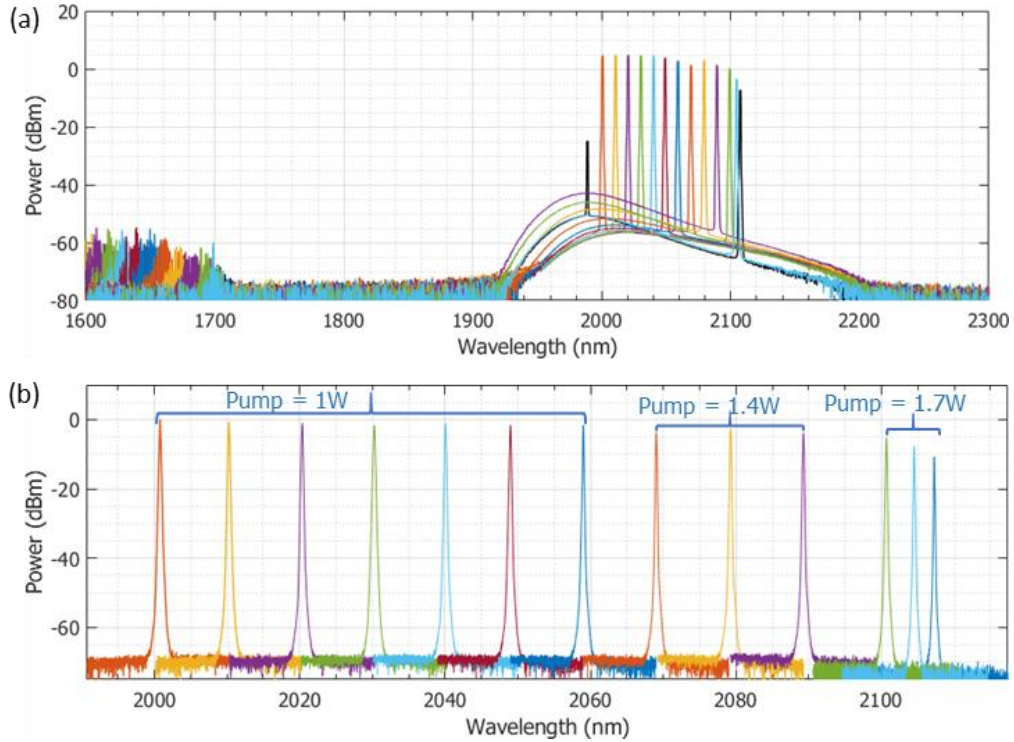 (a)
20
0
-20
-40
-60
-80
Power (dBm)
1600 1700 1800 1900 2000 2100 2200 2300
Wavelength (nm)
(b)
Pump = 1W
Pump = 1.4W
Pump = 1.7W
0
-20
-40
-60
Power (dBm)
2000 2020 2040 2060 2080 2100
Wavelength (nm)